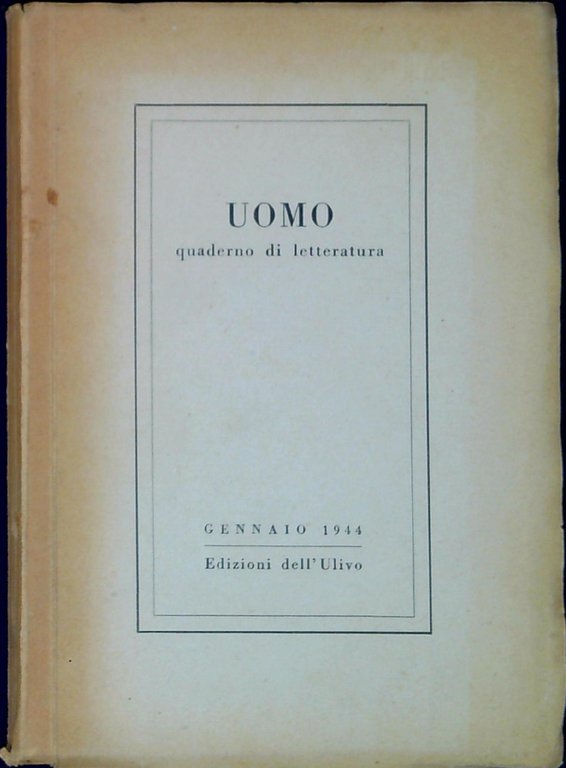 UOMO
quaderno di letteratura
GENNAIO 1944
Edizioni dell'Ulivo